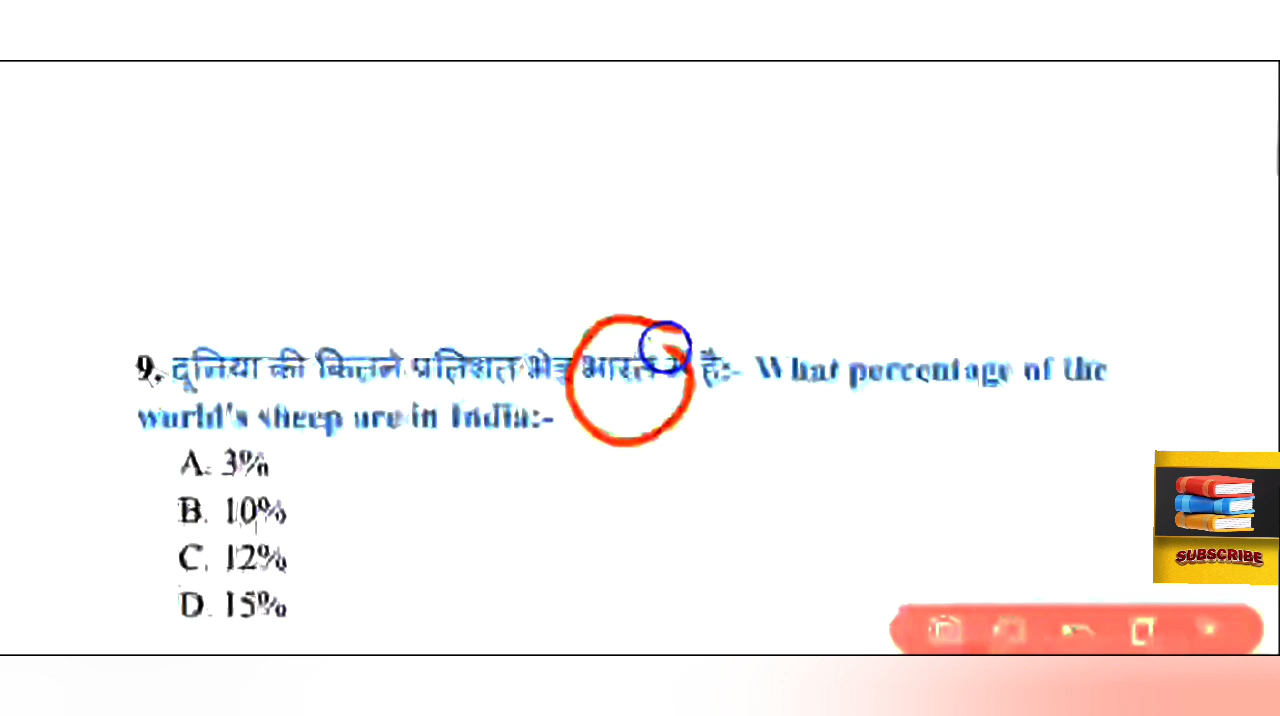 9. दूनिया की कितने प्रतिशत भेड़ भारत में है:- What percentage of the
world's sheep are in India:-
A. 3%
B. 10%
C. 12%
D. 15%
SUBSCRIBE